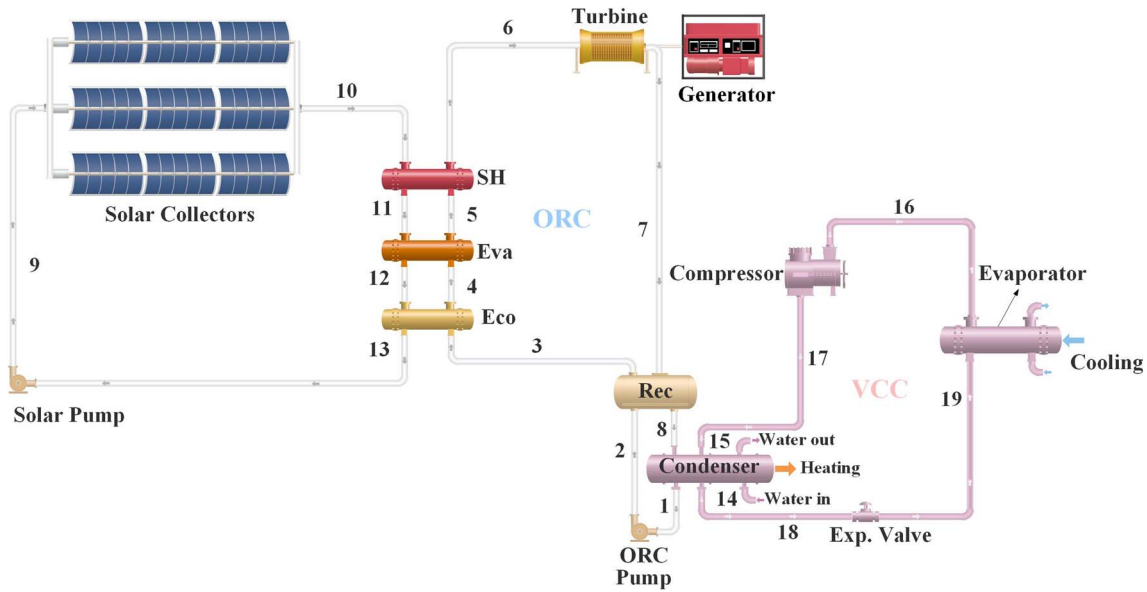 6
Turbine
Generator
10
Solar Collectors
SH
11
5
ORC
7
16
Eva
Compressor
Evaporator
9
12
4
Eco
13
3
17
Cooling
Solar Pump
Rec
VCC
19
2
8
15
Water out
Condenser
Heating
1
14
Water in
18
Exp. Valve
ORC
Pump